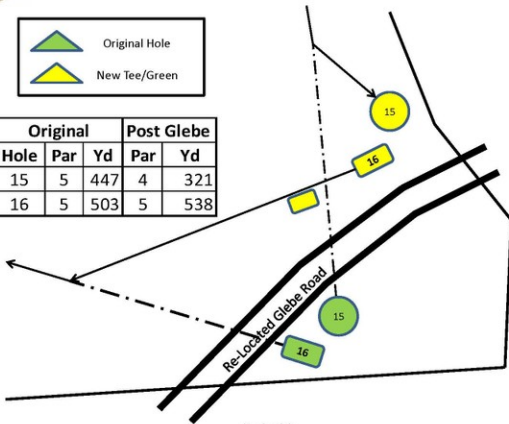 Original Hole
New Tee/Green
Original Post Glebe
Hole Par Yd Par Yd
15 5 447 4 321
16 5 503 5 538
15
16
Re-Located Glebe Road
15
16